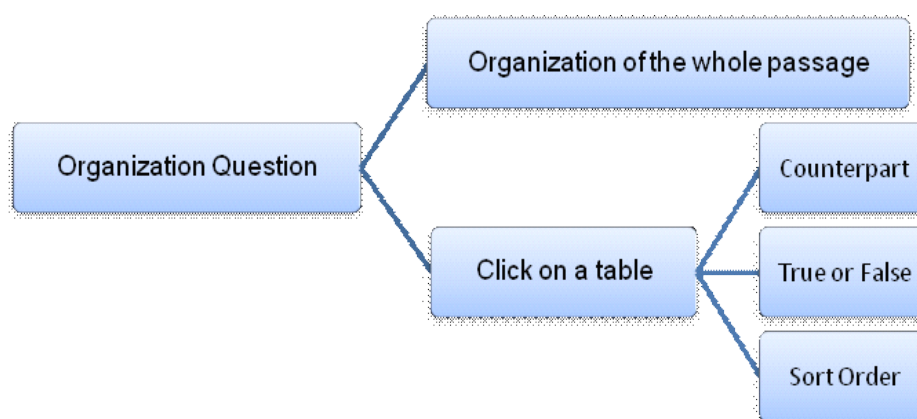 Organization of the whole passage
Organization Question
Counterpart
Click on a table
True or False
Sort Order